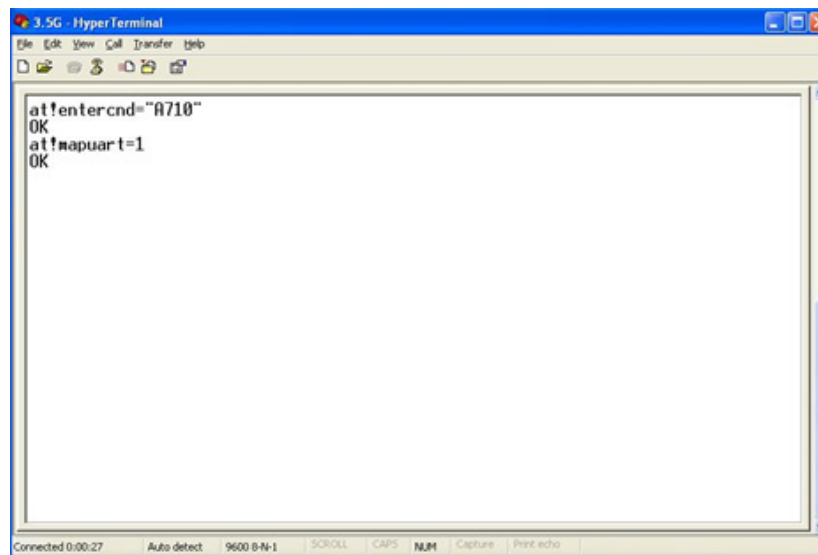 3.5G - HyperTerminal
File Edit View Call Transfer Help
at!entercnd="A710"
OK
at!mapuart=1
OK
Connected 0:00:27 Auto detect 9600 8-N-1 SCROLL CAPS NUM Capture Print echo